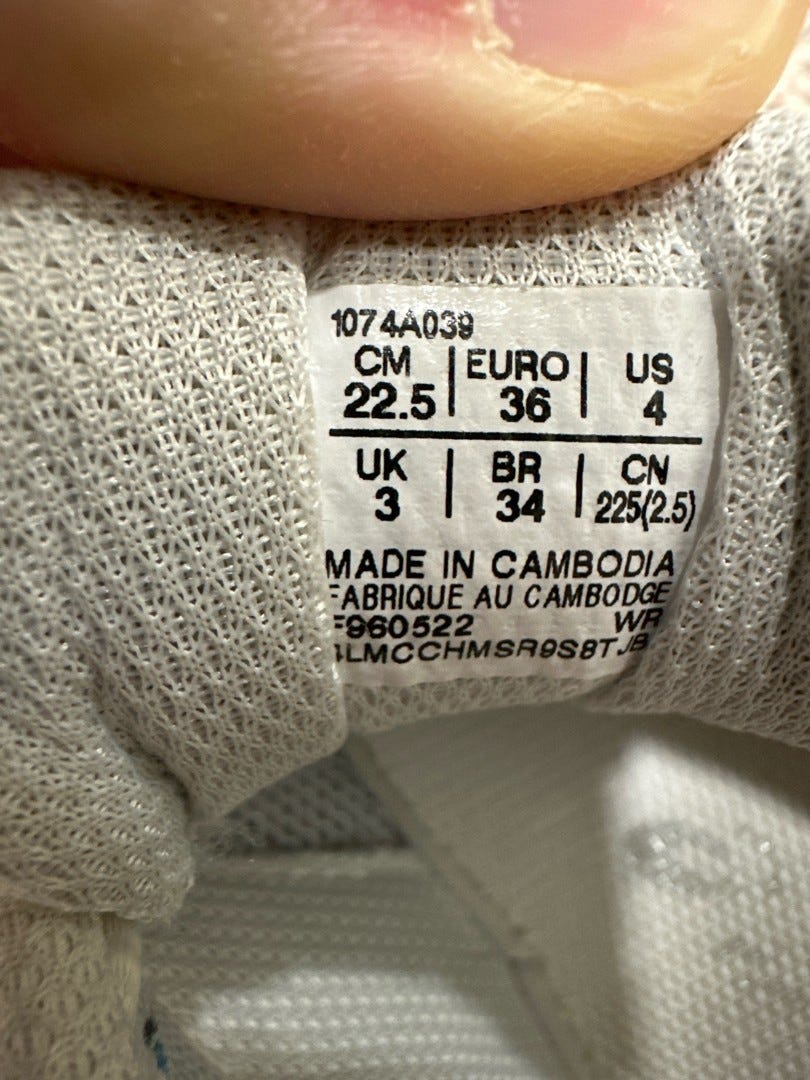 1074A039
CM | EURO | US
22.5 | 36 | 4
UK | BR | CN
3 | 34 | 225(2.5)
MADE IN CAMBODIA
FABRIQUE AU CAMBODGE
F960522 WR